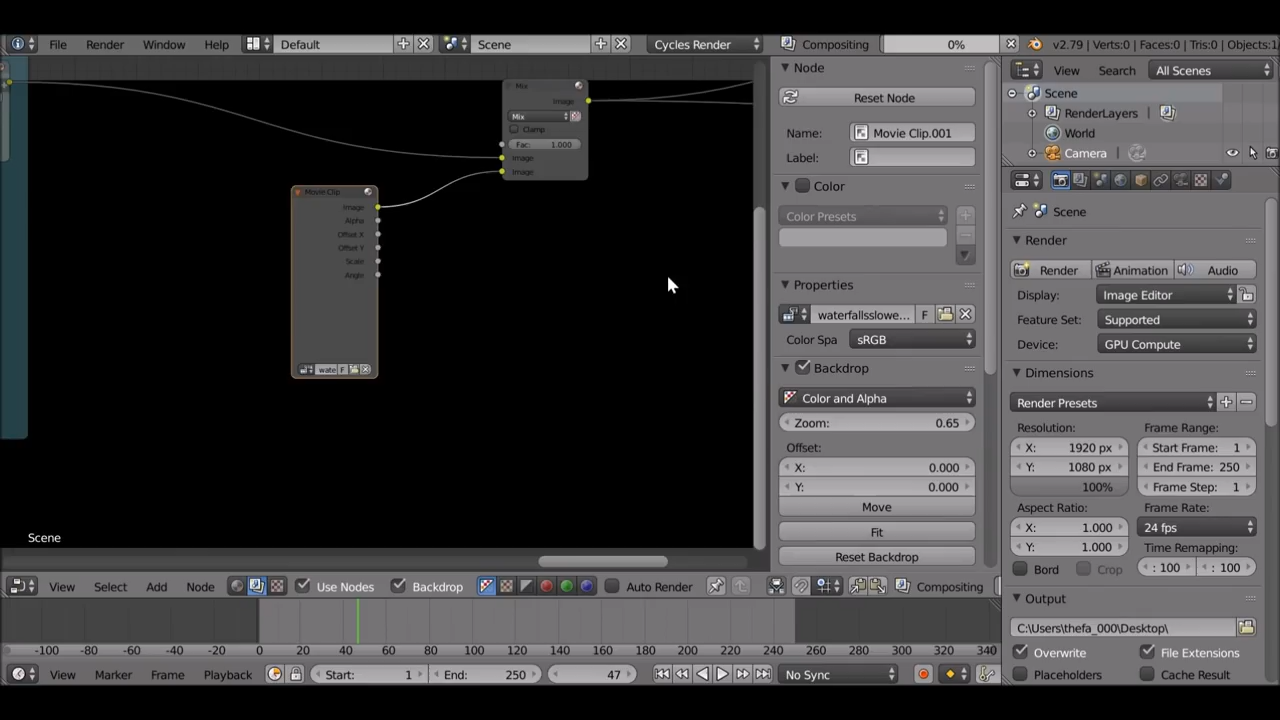 File Render Window Help Default Scene Cycles Render Compositing 0% v2.79 | Verts:0 | Faces:0 | Tris:0 | Objects:1
Mix
Image
Mix
Clamp
Fac: 1.000
Image
Image
Movie Clip
Image
Alpha
Offset X
Offset Y
Scale
Angle
wate F
Scene
Node
Reset Node
Name: Movie Clip.001
Label:
Color
Color Presets
Properties
waterfallsslowe... F
Color Spa sRGB
Backdrop
Color and Alpha
Zoom: 0.65
Offset:
X: 0.000
Y: 0.000
Move
Fit
Reset Backdrop
View Search All Scenes
Scene
RenderLayers
World
Camera
Scene
Render
Render Animation Audio
Display: Image Editor
Feature Set: Supported
Device: GPU Compute
Dimensions
Render Presets
Resolution: Frame Range:
X: 1920 px Start Frame: 1
Y: 1080 px End Frame: 250
100% Frame Step: 1
Aspect Ratio: Frame Rate:
X: 1.000 24 fps
Y: 1.000 Time Remapping:
Bord Crop : 100 : 100
Output
C:\Users\thefa_000\Desktop\
Overwrite File Extensions
Placeholders Cache Result
View Select Add Node Use Nodes Backdrop Auto Render Compositing
-100 -80 -60 -40 -20 0 20 40 60 80 100 120 140 160 180 200 220 240 260 280 300 320 340
View Marker Frame Playback Start: 1 End: 250 47 No Sync